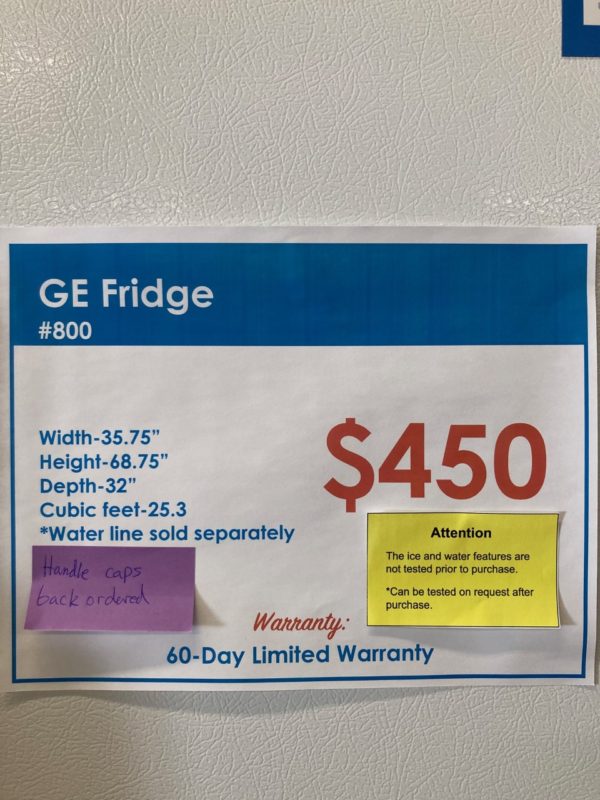 GE Fridge
#800
Width-35.75”
Height-68.75”
Depth-32”
Cubic feet-25.3
*Water line sold separately
$450
Handle caps
back ordered
Attention
The ice and water features are
not tested prior to purchase.
*Can be tested on request after
purchase.
Warranty:
60-Day Limited Warranty